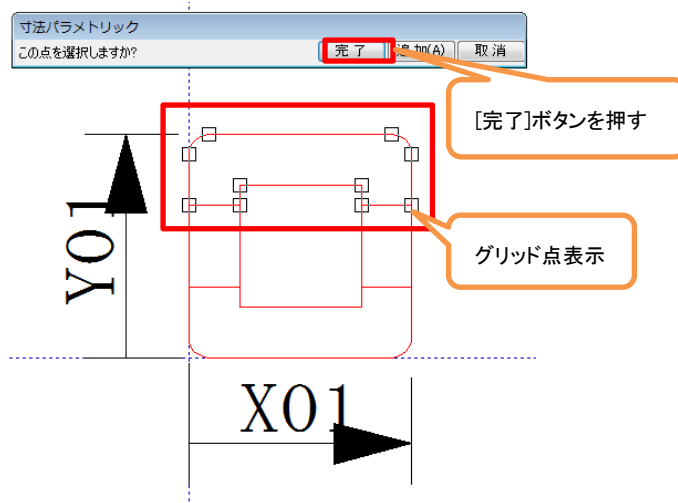 寸法パラメトリック
この点を選択しますか?
完了
追加(A)
取消
[完了]ボタンを押す
グリッド点表示
Y01
X01